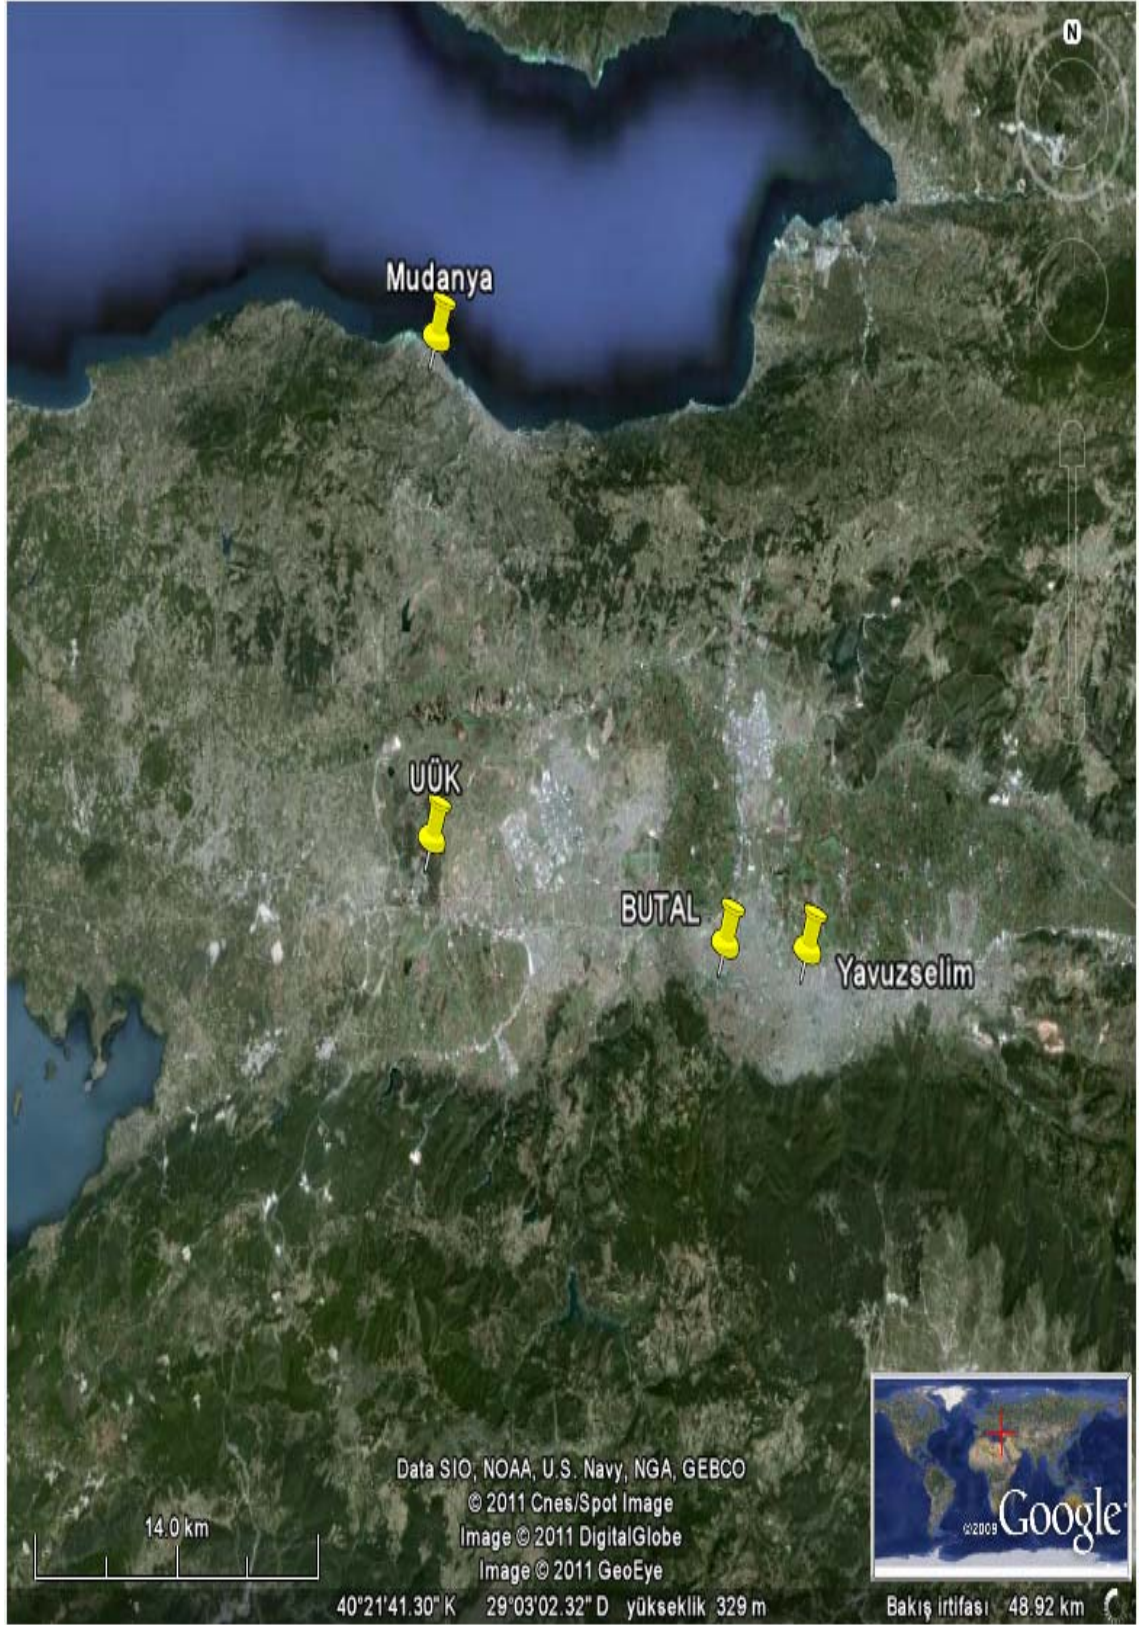 N
Mudanya
UÜK
BUTAL
Yavuzselim
Data SIO, NOAA, U.S. Navy, NGA, GEBCO
© 2011 Cnes/Spot Image
14.0 km
Image © 2011 DigitalGlobe
Image © 2011 GeoEye
©2009 Google
40°21'41.30" K 29°03'02.32" D yükseklik 329 m
Bakış irtifası 48.92 km